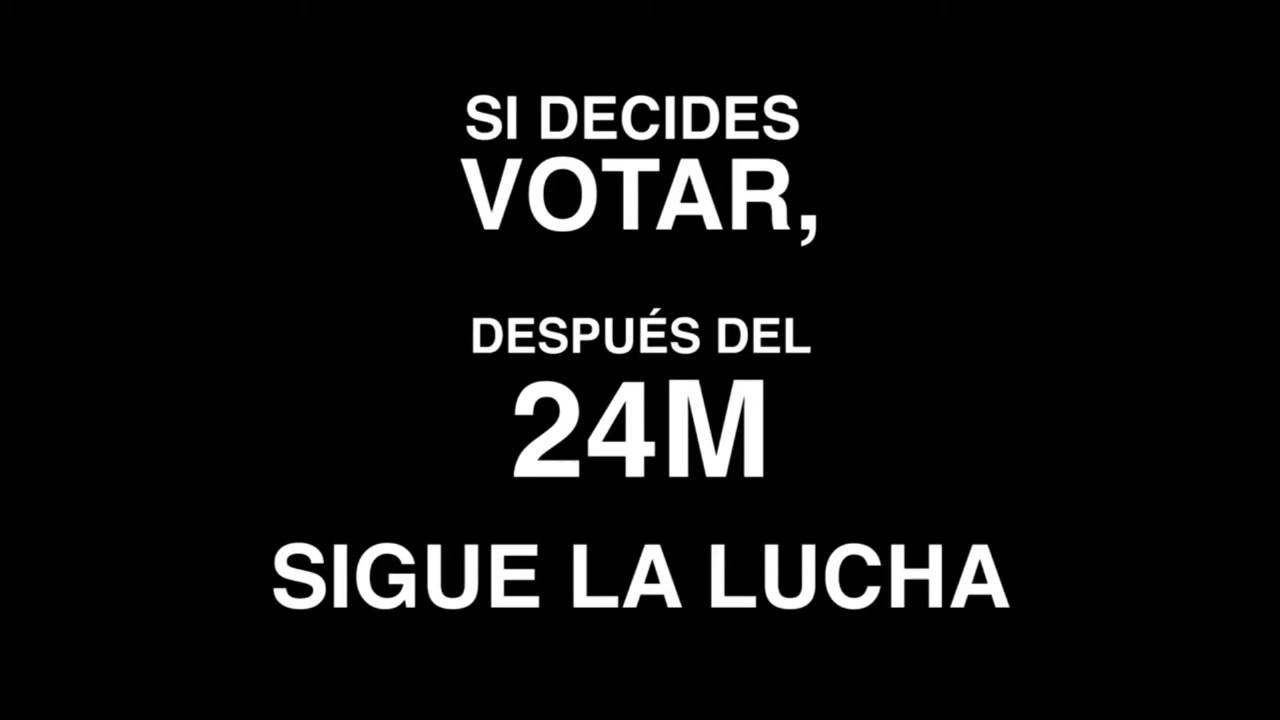 SI DECIDES
VOTAR,
DESPUÉS DEL
24M
SIGUE LA LUCHA